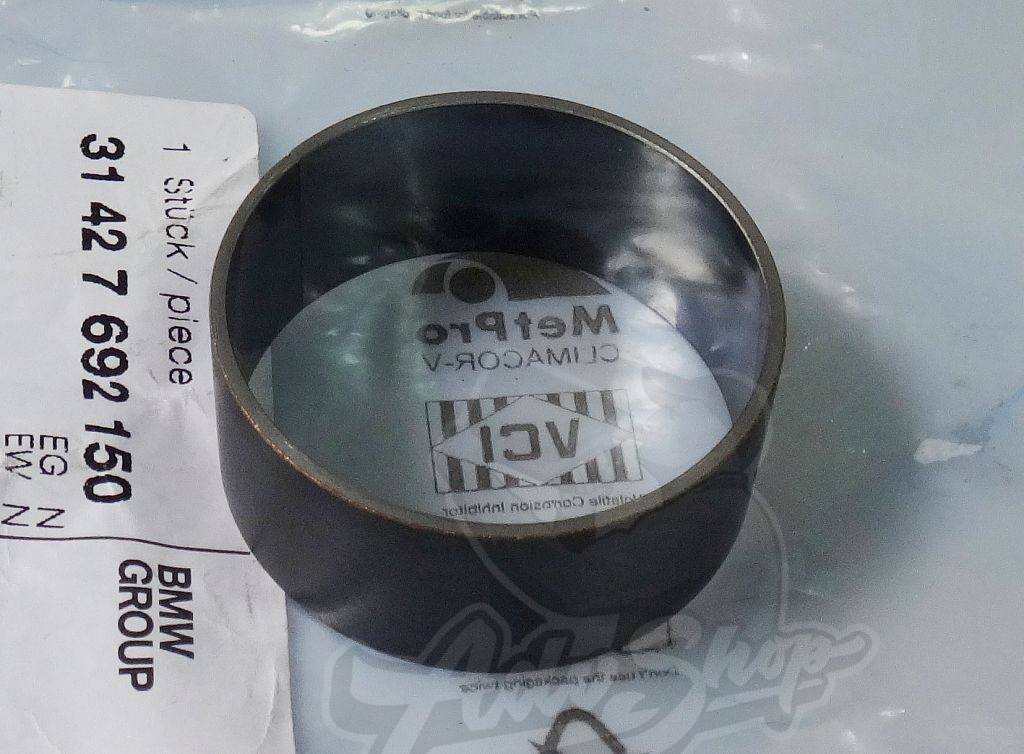 1 Stück / piece
31 42 7 692 150
EG N
EW N
BMW
GROUP
MetPro
CLIMACOR-V
VCI
Volatile Corrosion Inhibitor
Don't use the packaging twice
Shop